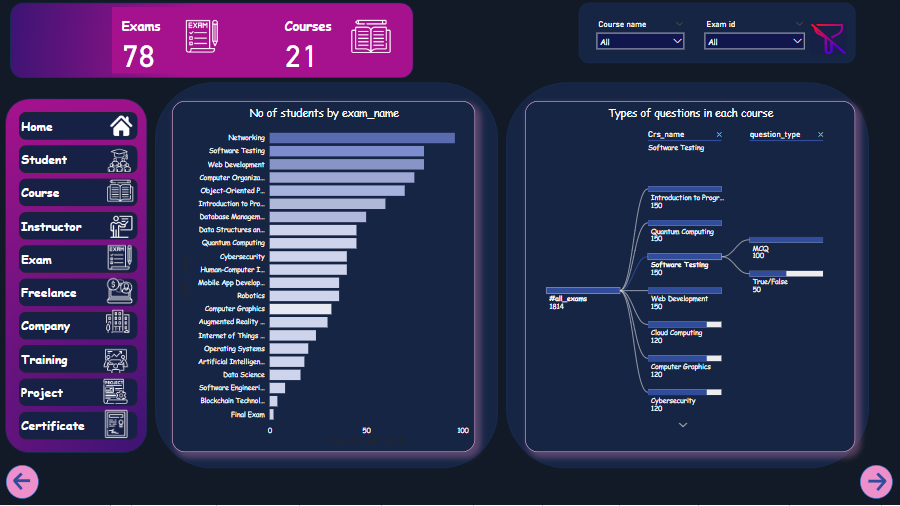 Exams
78
Courses
21
Course name
All
Exam id
All
Home
Student
Course
Instructor
Exam
Freelance
Company
Training
Project
Certificate
EXAM
EXAM
PROJECT
No of students by exam_name
Networking
Software Testing
Web Development
Computer Organiza...
Object-Oriented P...
Introduction to Pro...
Database Managem...
Data Structures an...
Quantum Computing
Cybersecurity
Human-Computer I...
Mobile App Develop...
Robotics
Computer Graphics
Augmented Reality ...
Internet of Things ...
Operating Systems
Artificial Intelligen...
Data Science
Software Engineeri...
Blockchain Technol...
Final Exam
0 50 100
Types of questions in each course
Crs_name
Software Testing
question_type
#all_exams
1814
Introduction to Progr...
150
Quantum Computing
150
Software Testing
150
Web Development
150
Cloud Computing
120
Computer Graphics
120
Cybersecurity
120
MCQ
100
True/False
50